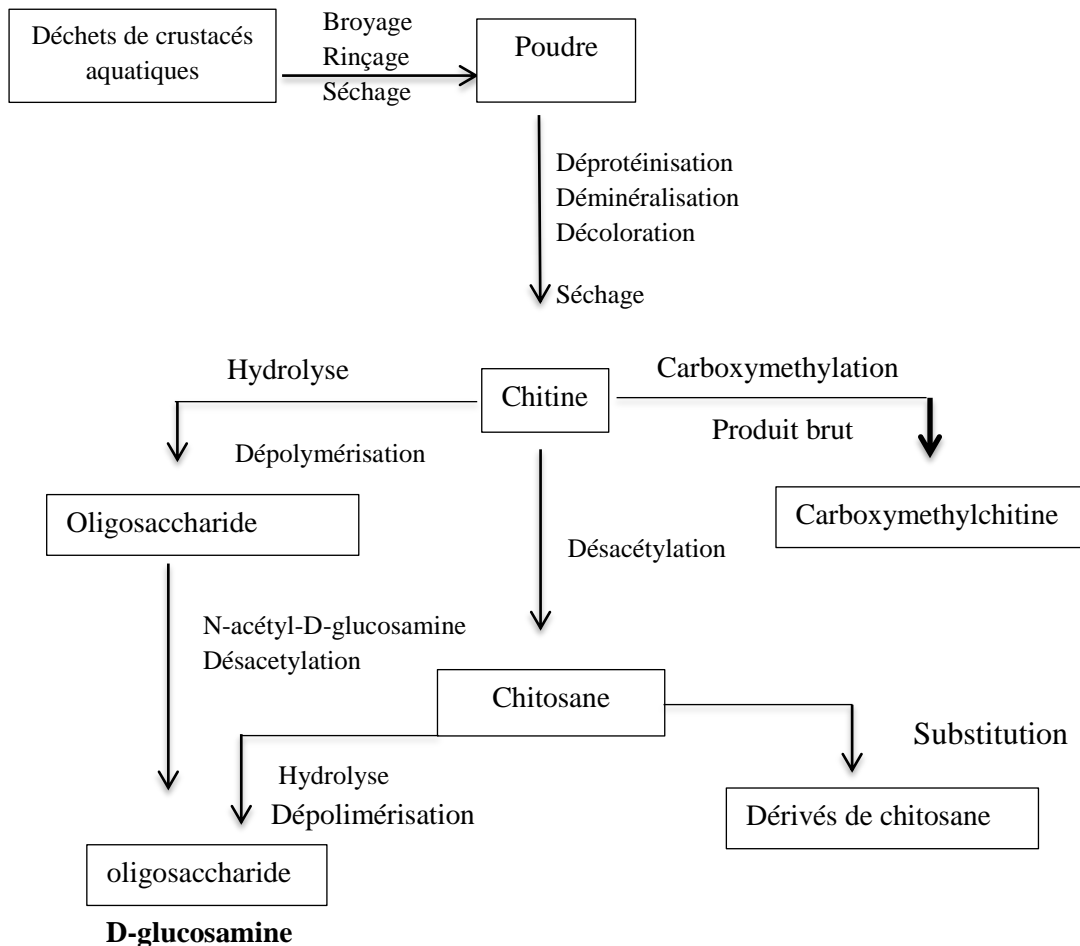 Déchets de crustacés
aquatiques
Broyage
Rinçage
Séchage
Poudre
Déprotéinisation
Déminéralisation
Décoloration
Séchage
Hydrolyse
Chitine
Carboxymethylation
Produit brut
Dépolymérisation
Oligosaccharide
Carboxymethylchitine
Désacétylation
N-acétyl-D-glucosamine
Désacetylation
Chitosane
Substitution
Hydrolyse
Dépolimérisation
Dérivés de chitosane
oligosaccharide
D-glucosamine